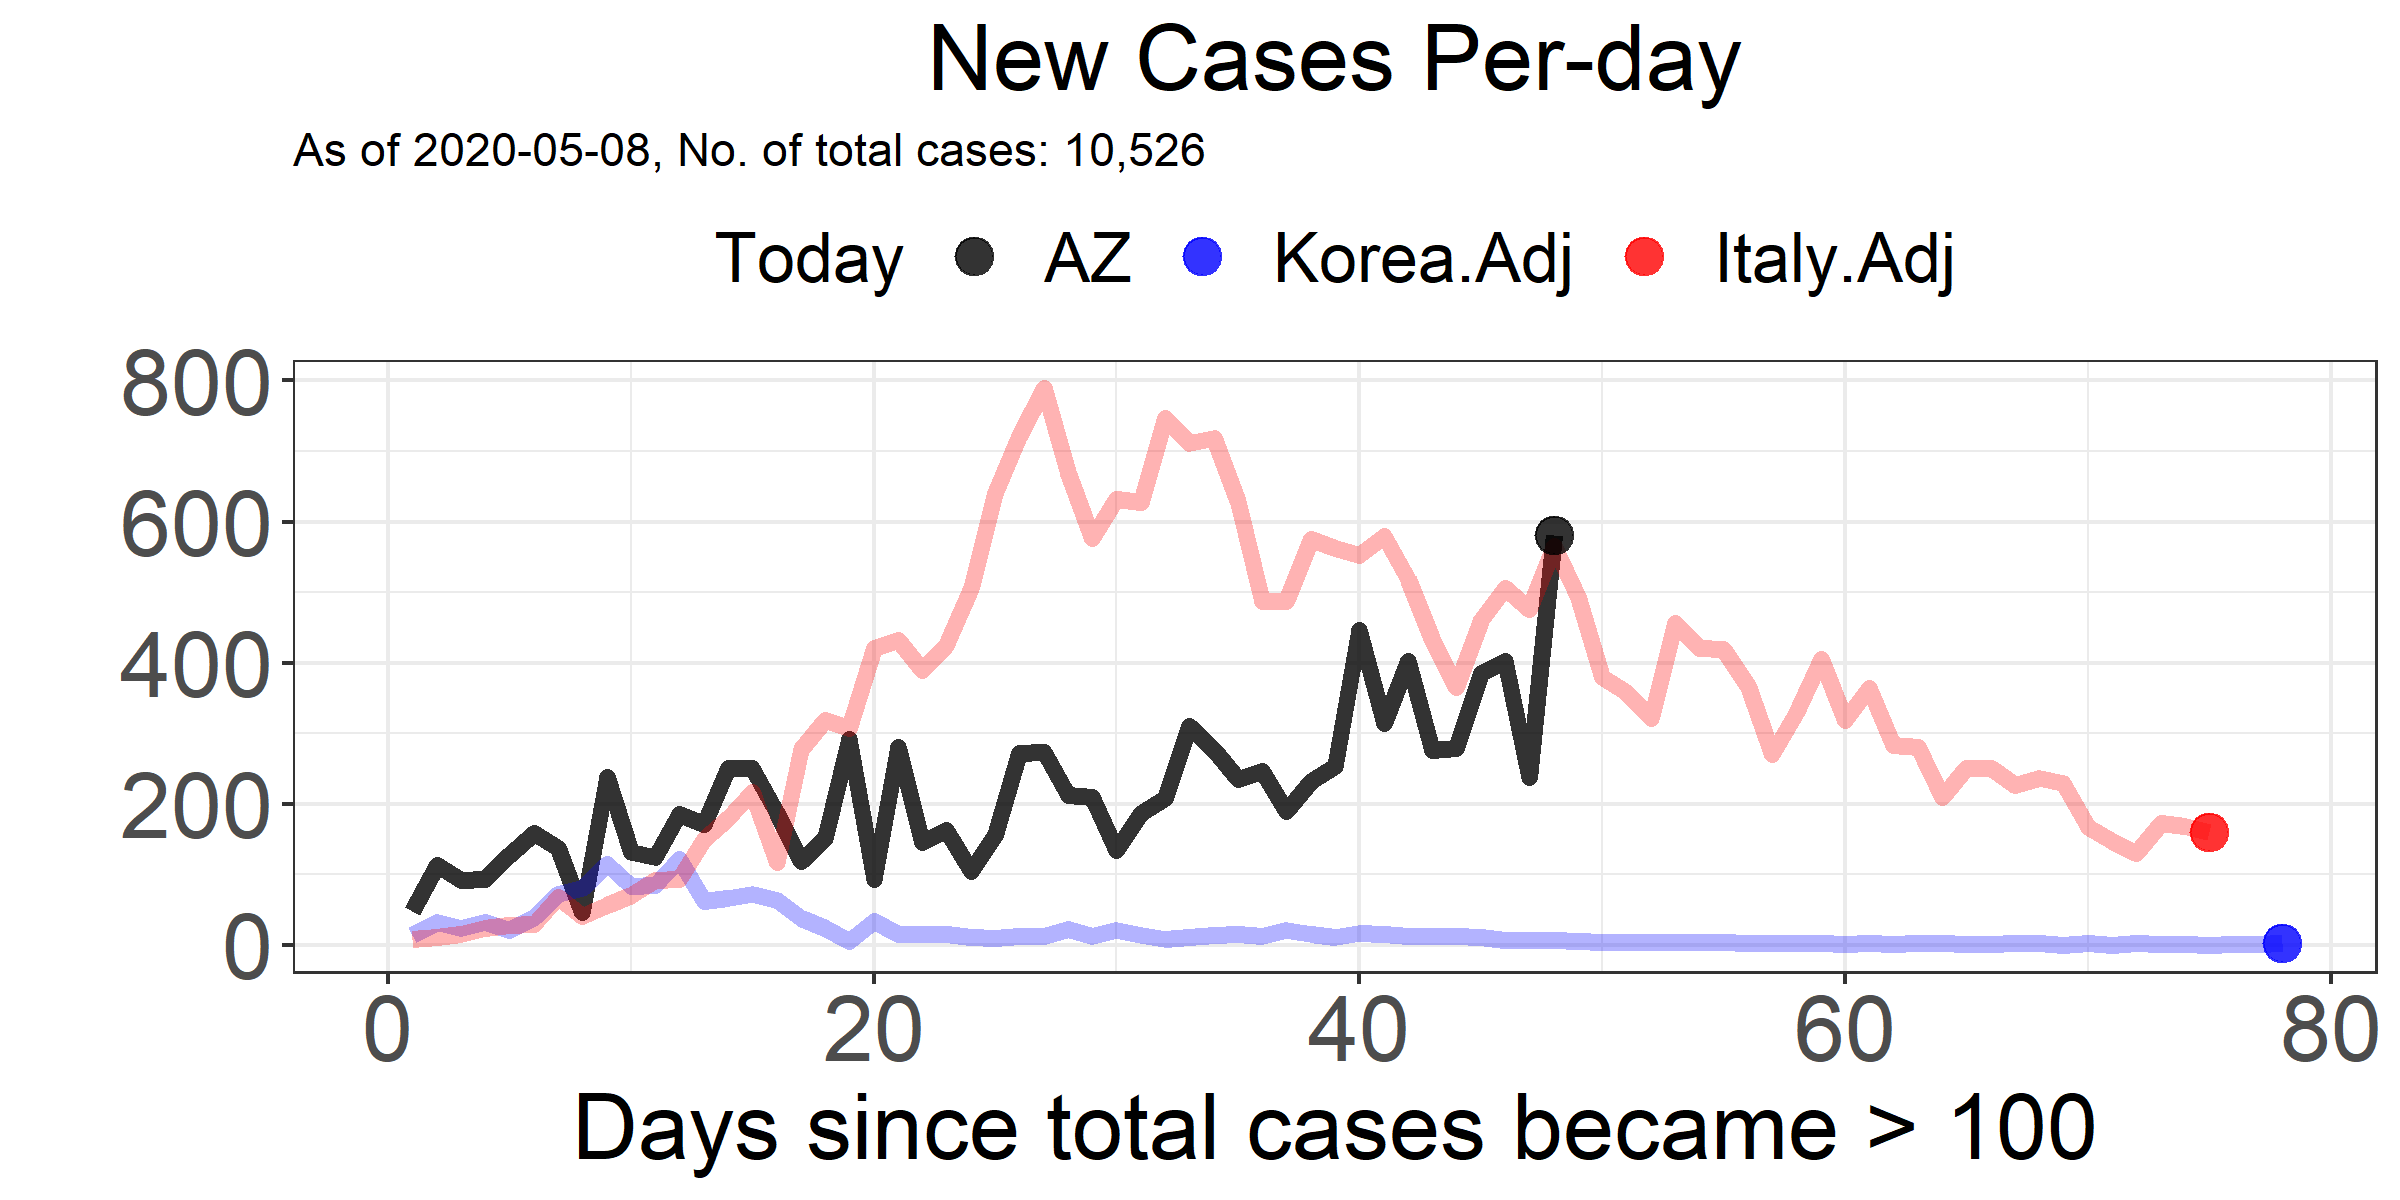 New Cases Per-day
As of 2020-05-08, No. of total cases: 10,526
Today AZ Korea.Adj Italy.Adj
800
600
400
200
0
0 20 40 60 80
Days since total cases became > 100